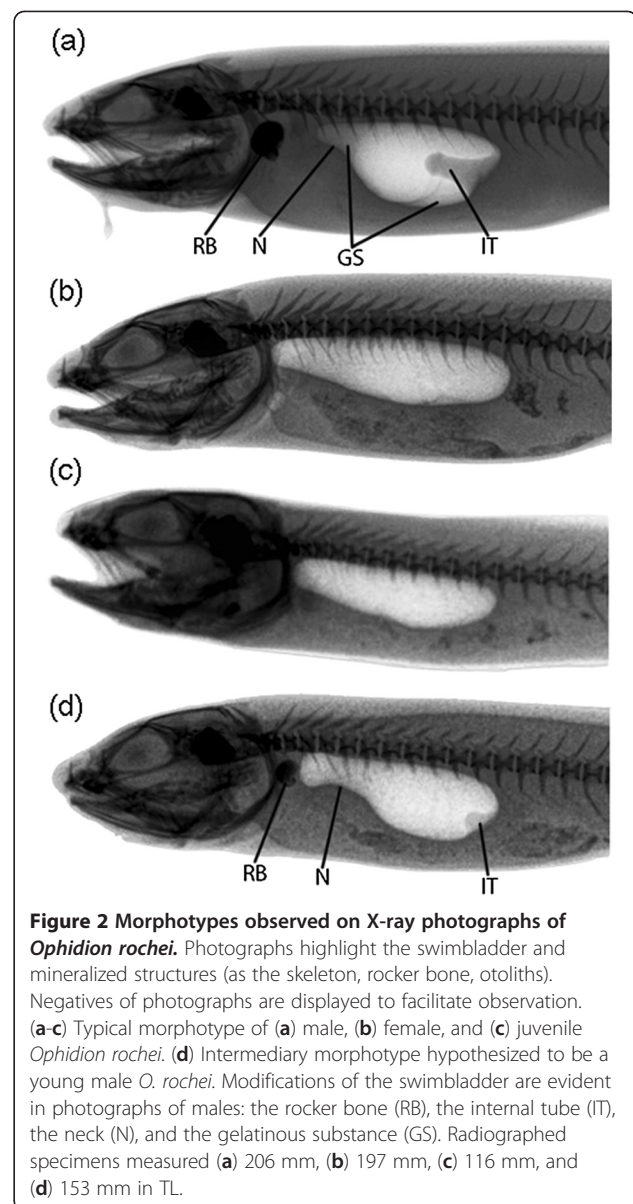 (a)
RB N GS IT
(b)
(c)
(d)
RB N IT
Figure 2 Morphotypes observed on X-ray photographs of
Ophidion rochei. Photographs highlight the swimbladder and
mineralized structures (as the skeleton, rocker bone, otoliths).
Negatives of photographs are displayed to facilitate observation.
(a-c) Typical morphotype of (a) male, (b) female, and (c) juvenile
Ophidion rochei. (d) Intermediary morphotype hypothesized to be a
young male O. rochei. Modifications of the swimbladder are evident
in photographs of males: the rocker bone (RB), the internal tube (IT),
the neck (N), and the gelatinous substance (GS). Radiographed
specimens measured (a) 206 mm, (b) 197 mm, (c) 116 mm, and
(d) 153 mm in TL.